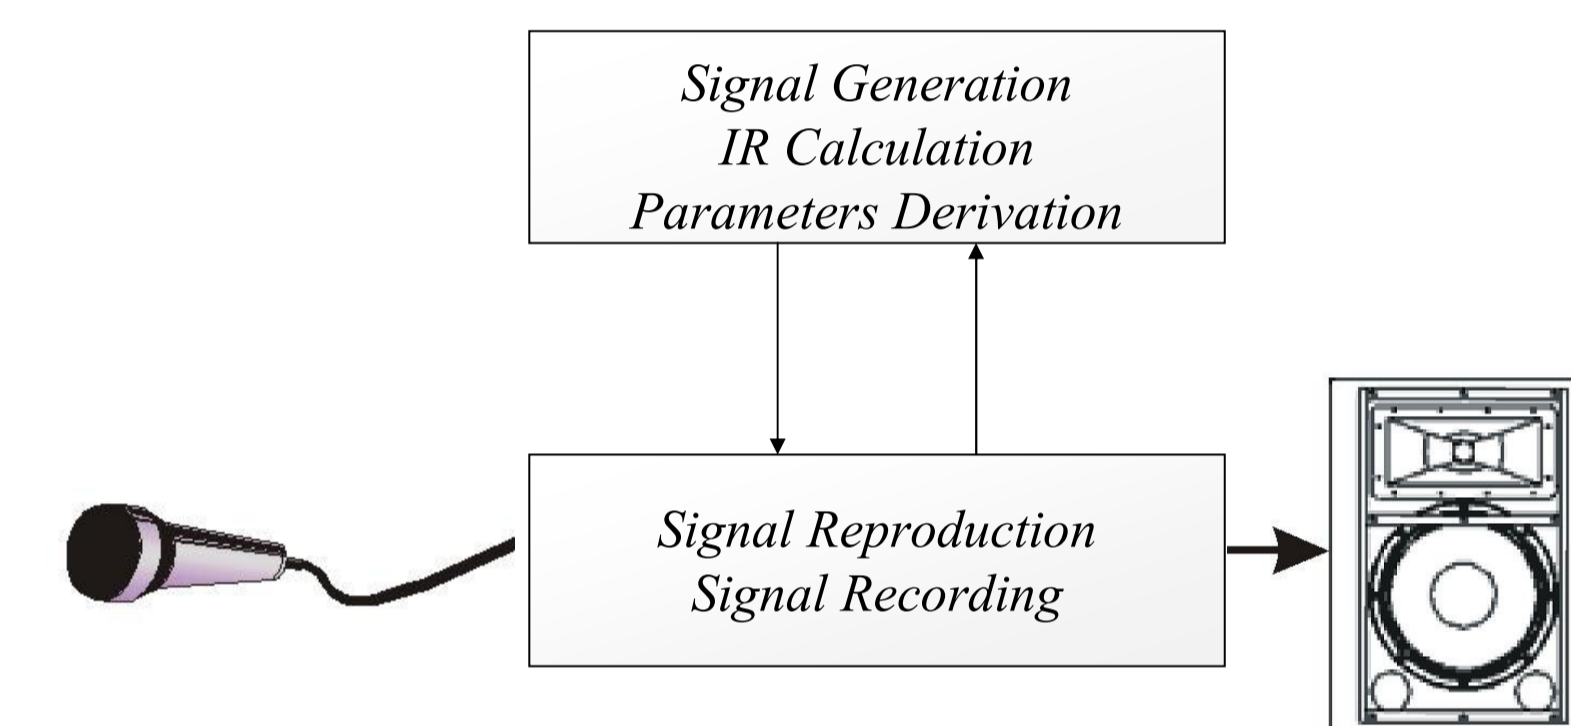 Signal Generation
IR Calculation
Parameters Derivation
Signal Reproduction
Signal Recording